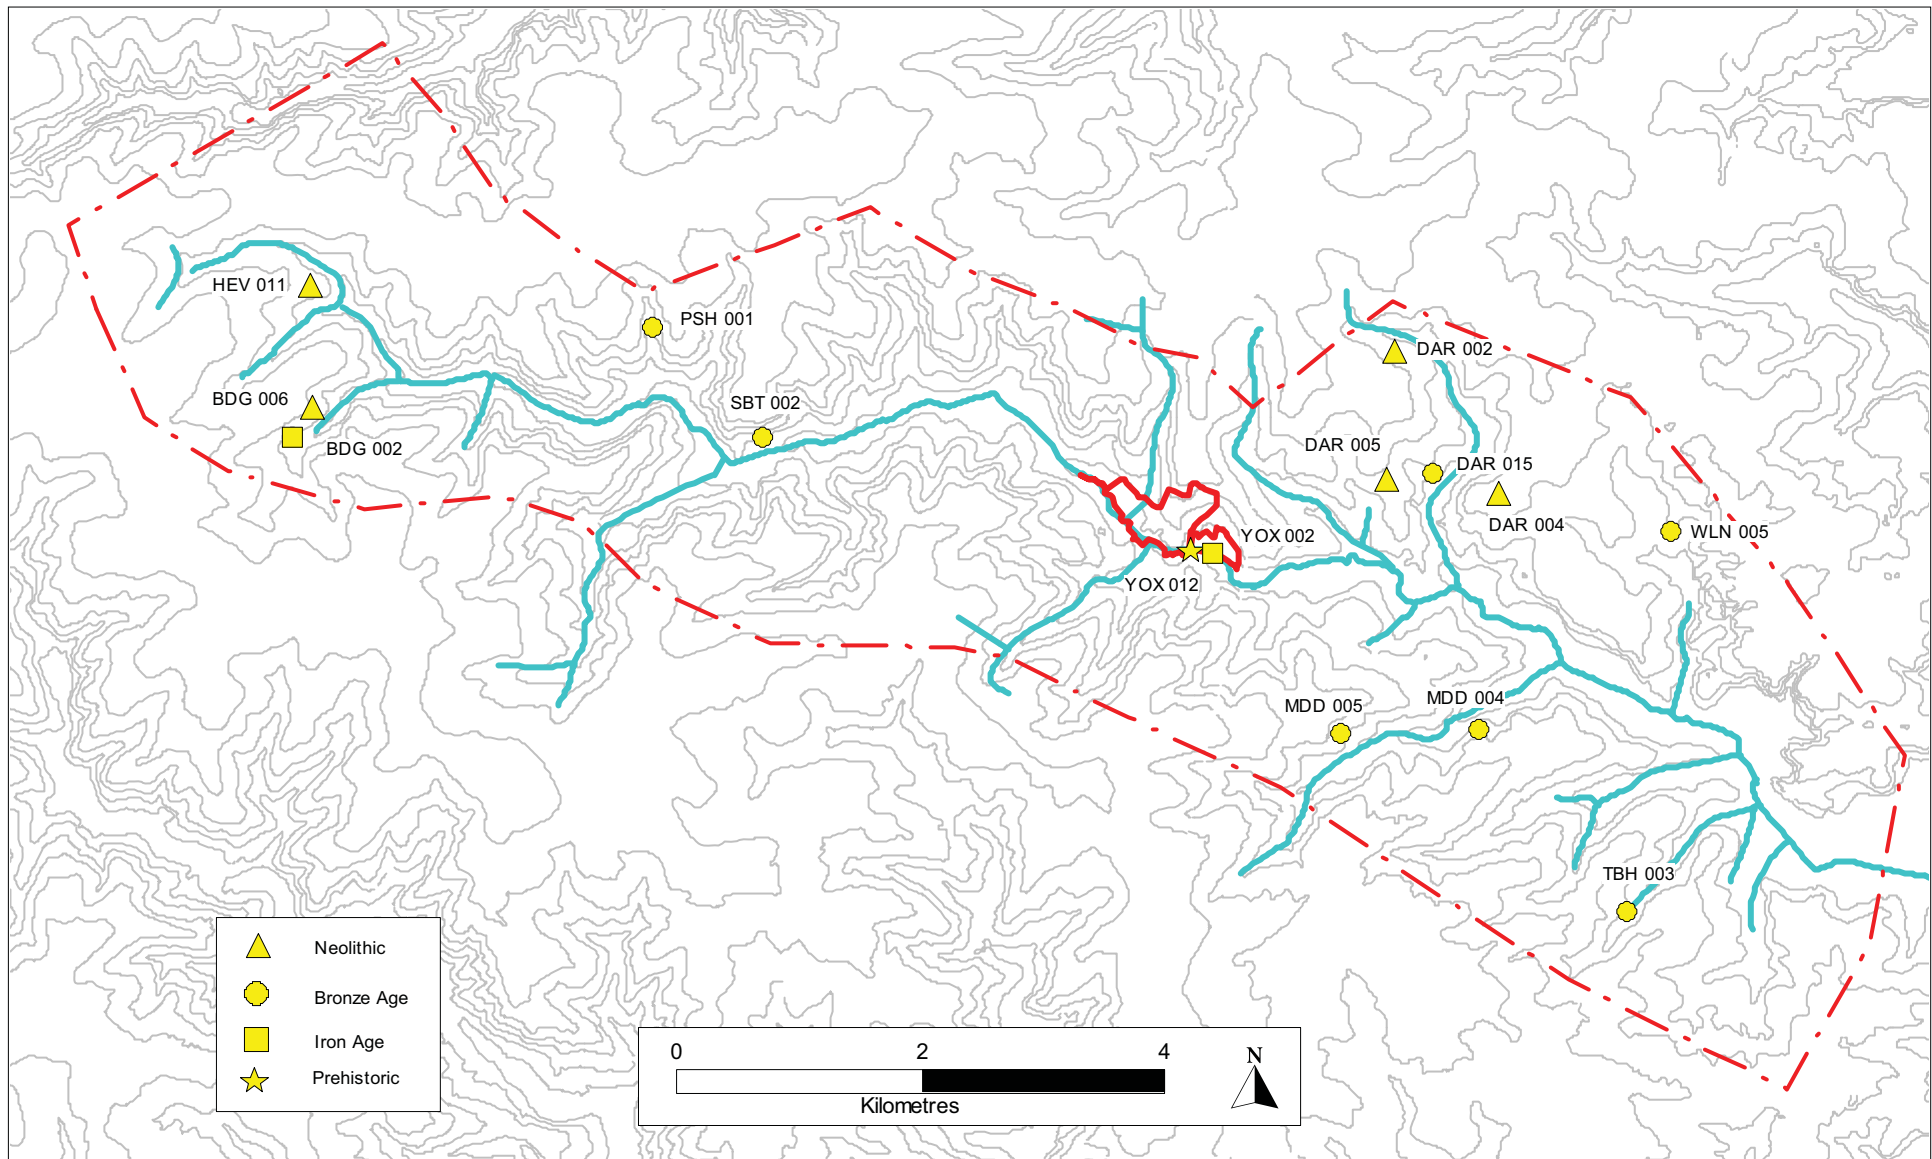 HEV 011
PSH 001
DAR 002
BDG 006
SBT 002
BDG 002
DAR 005
DAR 015
DAR 004
YOX 002
WLN 005
YOX 012
MDD 005
MDD 004
TBH 003
Neolithic
Bronze Age
Iron Age
Prehistoric
0 2 4
Kilometres
N